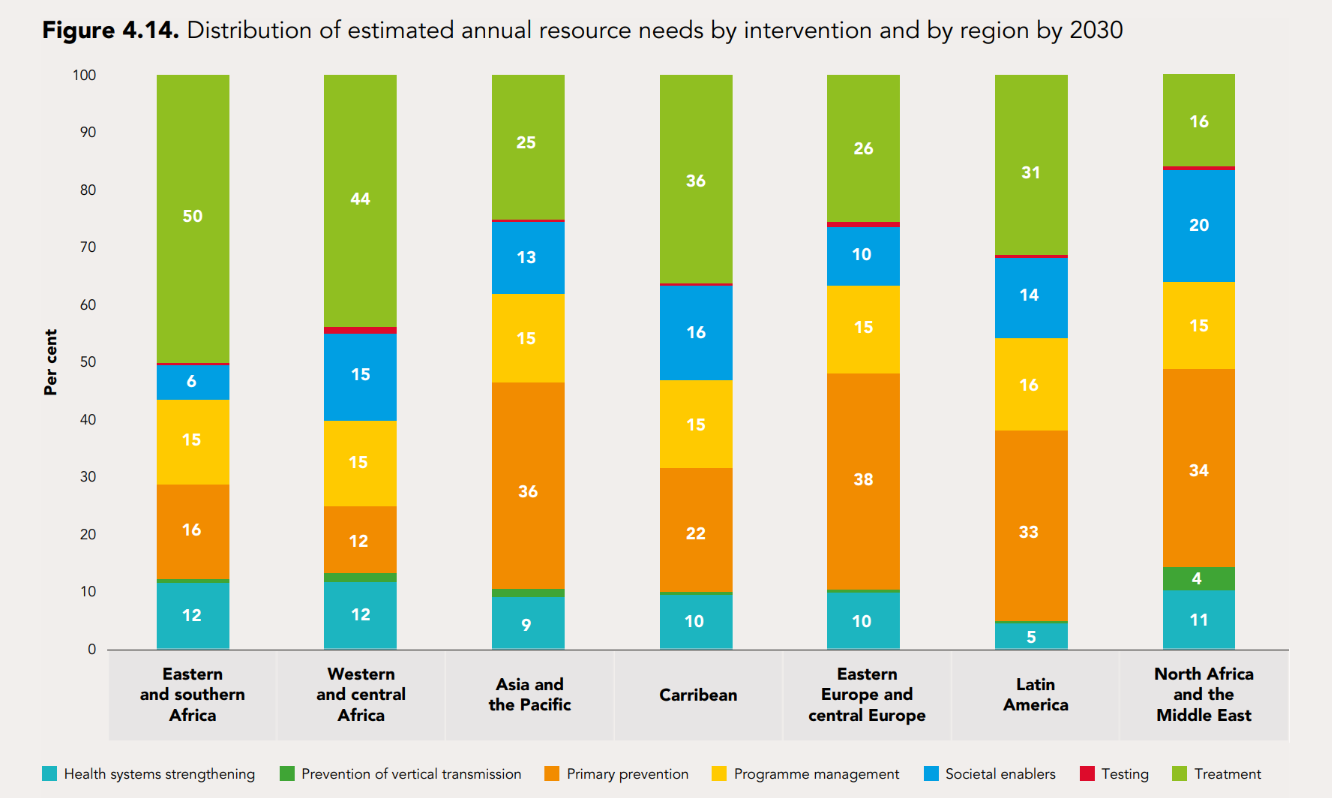 Figure 4.14. Distribution of estimated annual resource needs by intervention and by region by 2030
Per cent
100
90
80
70
60
50
40
30
20
10
0
50
6
15
16
12
44
15
15
12
12
25
13
15
36
9
36
16
15
22
10
26
10
15
38
10
31
14
16
33
5
16
20
15
34
4
11
Eastern
and southern
Africa
Western
and central
Africa
Asia and
the Pacific
Carribean
Eastern
Europe and
central Europe
Latin
America
North Africa
and the
Middle East
Health systems strengthening
Prevention of vertical transmission
Primary prevention
Programme management
Societal enablers
Testing
Treatment